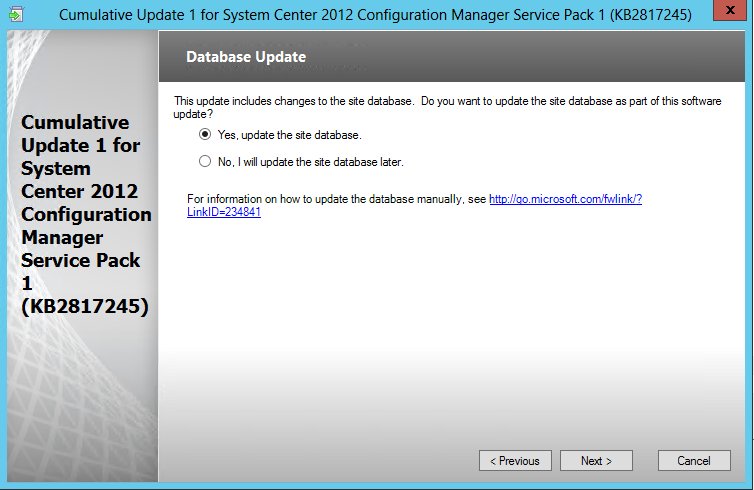 Cumulative Update 1 for System Center 2012 Configuration Manager Service Pack 1 (KB2817245)
x
Cumulative
Update 1 for
System
Center 2012
Configuration
Manager
Service Pack
1
(KB2817245)
Database Update
This update includes changes to the site database. Do you want to update the site database as part of this software
update?
Yes, update the site database.
No, I will update the site database later.
For information on how to update the database manually, see http://go.microsoft.com/fwlink/?
LinkID=234841
< Previous Next > Cancel